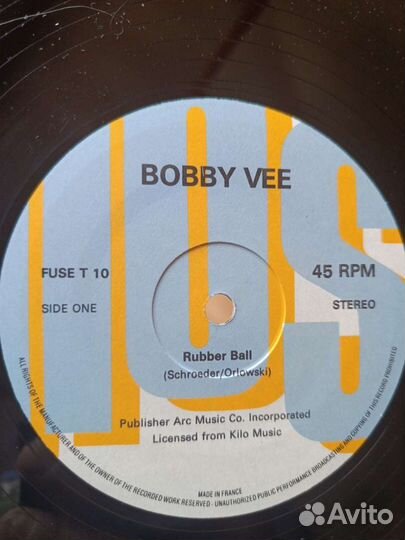 BOBBY VEE
FUSE T 10
45 RPM
SIDE ONE
STEREO
Rubber Ball
(Schroeder/Orlowski)
Publisher Arc Music Co. Incorporated
Licensed from Kilo Music
MADE IN FRANCE
ALL RIGHTS OF THE MANUFACTURER AND OF THE OWNER OF THE RECORDED WORK RESERVED - UNAUTHORIZED PUBLIC PERFORMANCE BROADCASTING AND COPYING OF THIS RECORD PROHIBITED
Avito